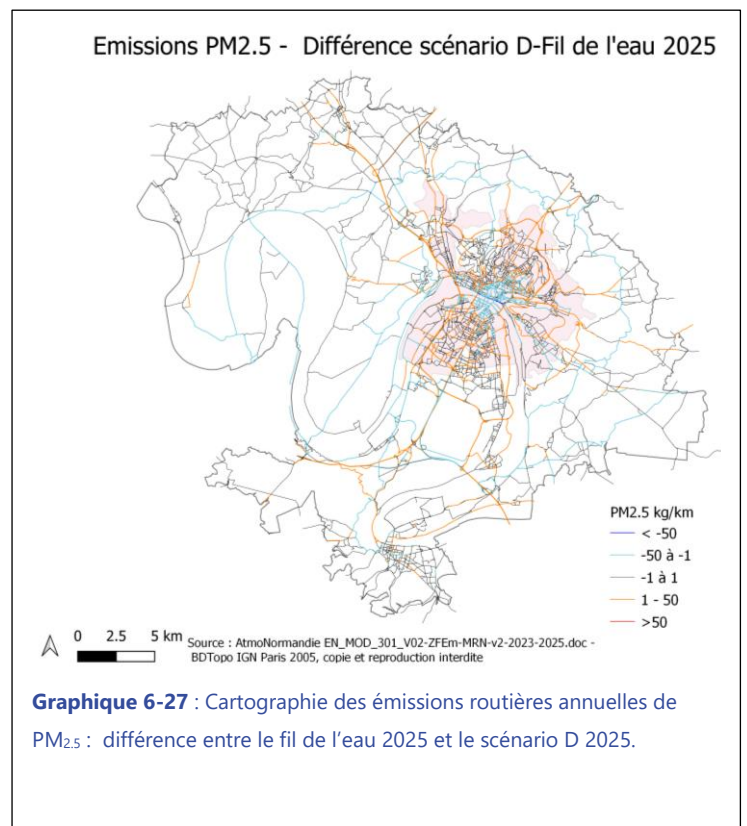 Emissions PM2.5 - Différence scénario D-Fil de l'eau 2025
PM2.5 kg/km
< -50
-50 à -1
-1 à 1
1 - 50
>50
0 2.5 5 km
Source : AtmoNormandie EN_MOD_301_V02-ZFEm-MRN-v2-2023-2025.doc -
BDTopo IGN Paris 2005, copie et reproduction interdite
Graphique 6-27 : Cartographie des émissions routières annuelles de
PM2.5 : différence entre le fil de l’eau 2025 et le scénario D 2025.